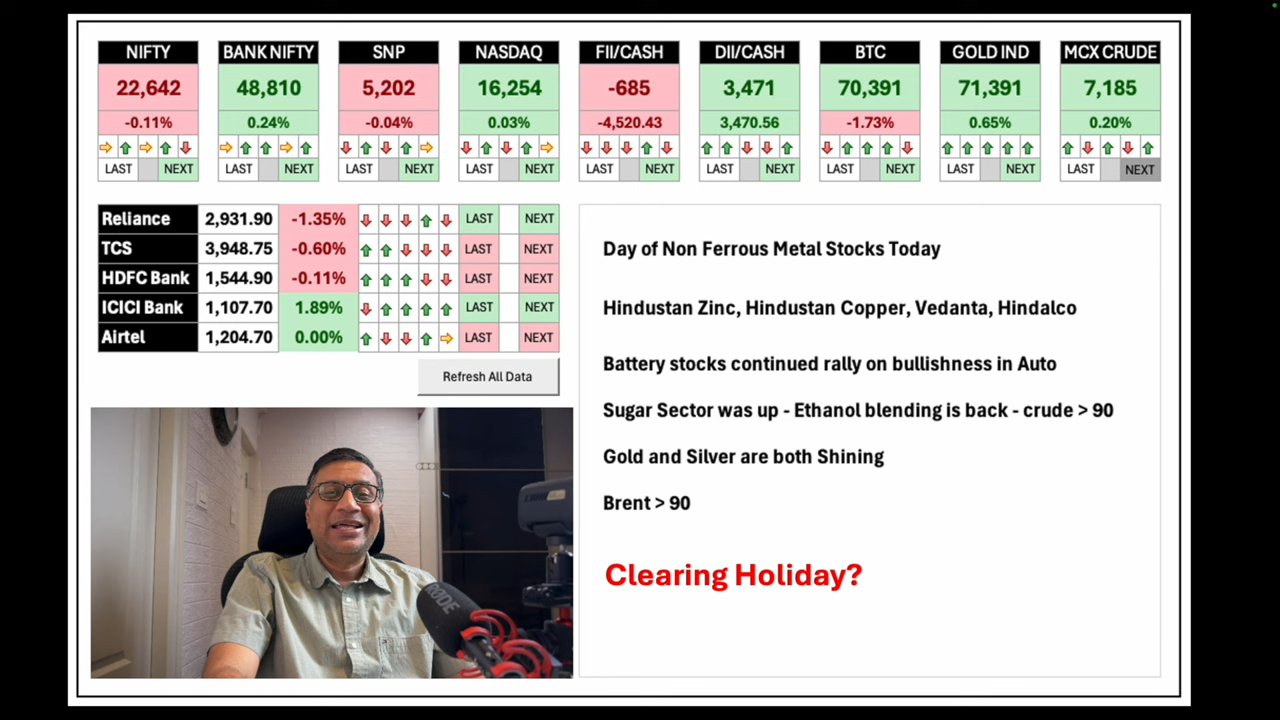 NIFTY BANK NIFTY SNP NASDAQ FII/CASH DII/CASH BTC GOLD IND MCX CRUDE
22,642 48,810 5,202 16,254 -685 3,471 70,391 71,391 7,185
-0.11% 0.24% -0.04% 0.03% -4,520.43 3,470.56 -1.73% 0.65% 0.20%
LAST NEXT LAST NEXT LAST NEXT LAST NEXT LAST NEXT LAST NEXT LAST NEXT LAST NEXT LAST NEXT
Reliance 2,931.90 -1.35% LAST NEXT
TCS 3,948.75 -0.60% LAST NEXT
HDFC Bank 1,544.90 -0.11% LAST NEXT
ICICI Bank 1,107.70 1.89% LAST NEXT
Airtel 1,204.70 0.00% LAST NEXT
Refresh All Data
Day of Non Ferrous Metal Stocks Today
Hindustan Zinc, Hindustan Copper, Vedanta, Hindalco
Battery stocks continued rally on bullishness in Auto
Sugar Sector was up - Ethanol blending is back - crude > 90
Gold and Silver are both Shining
Brent > 90
Clearing Holiday?
RODE